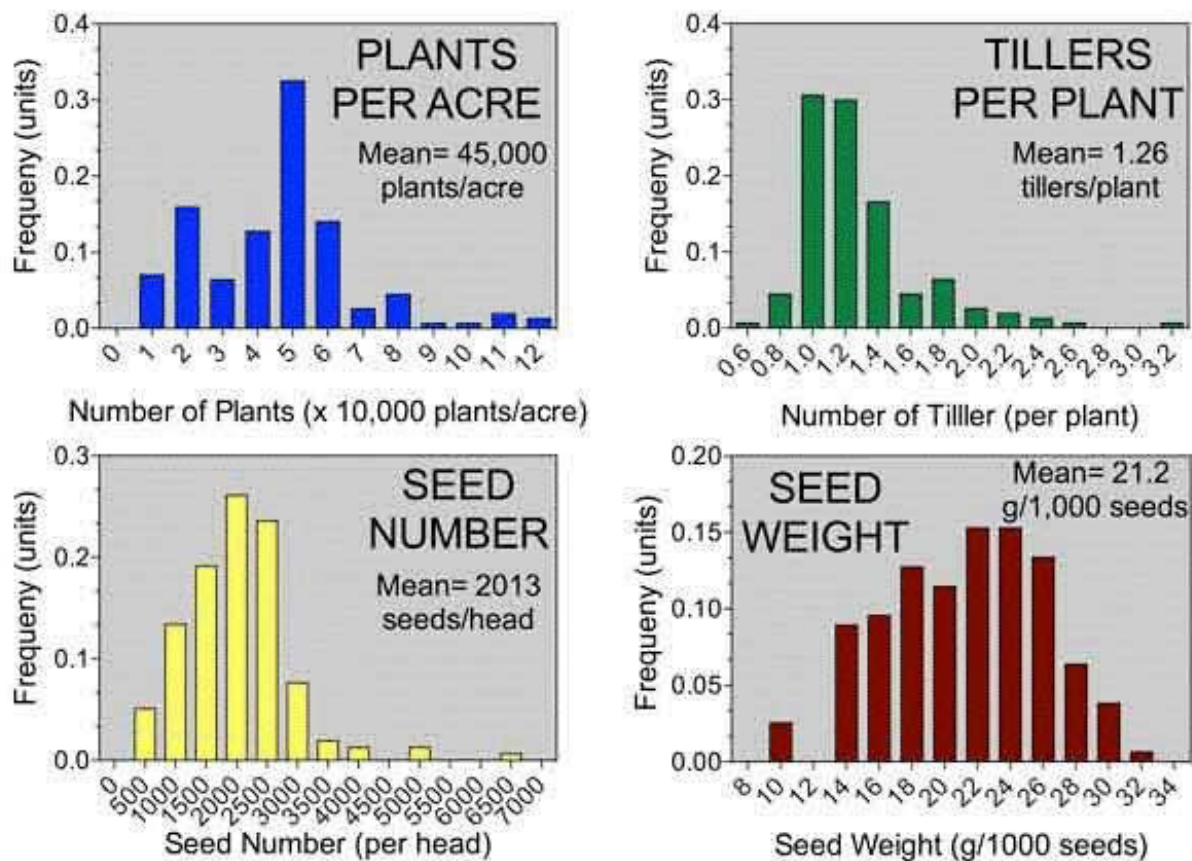 PLANTS
PER ACRE
Mean= 45,000
plants/acre
Frequeny (units)
0.4
0.3
0.2
0.1
0.0
0 1 2 3 4 5 6 7 8 9 10 11 12
Number of Plants (x 10,000 plants/acre)
TILLERS
PER PLANT
Mean= 1.26
tillers/plant
Frequeny (units)
0.4
0.3
0.2
0.1
0.0
0.6 0.8 1.0 1.2 1.4 1.6 1.8 2.0 2.2 2.4 2.6 2.8 3.0 3.2
Number of Tilller (per plant)
SEED
NUMBER
Mean= 2013
seeds/head
Frequeny (units)
0.3
0.2
0.1
0.0
0 500 1000 1500 2000 2500 3000 3500 4000 4500 5000 5500 6000 6500 7000
Seed Number (per head)
SEED
WEIGHT
Mean= 21.2
g/1,000 seeds
Frequeny (units)
0.20
0.15
0.10
0.05
0.00
8 10 12 14 16 18 20 22 24 26 28 30 32 34
Seed Weight (g/1000 seeds)